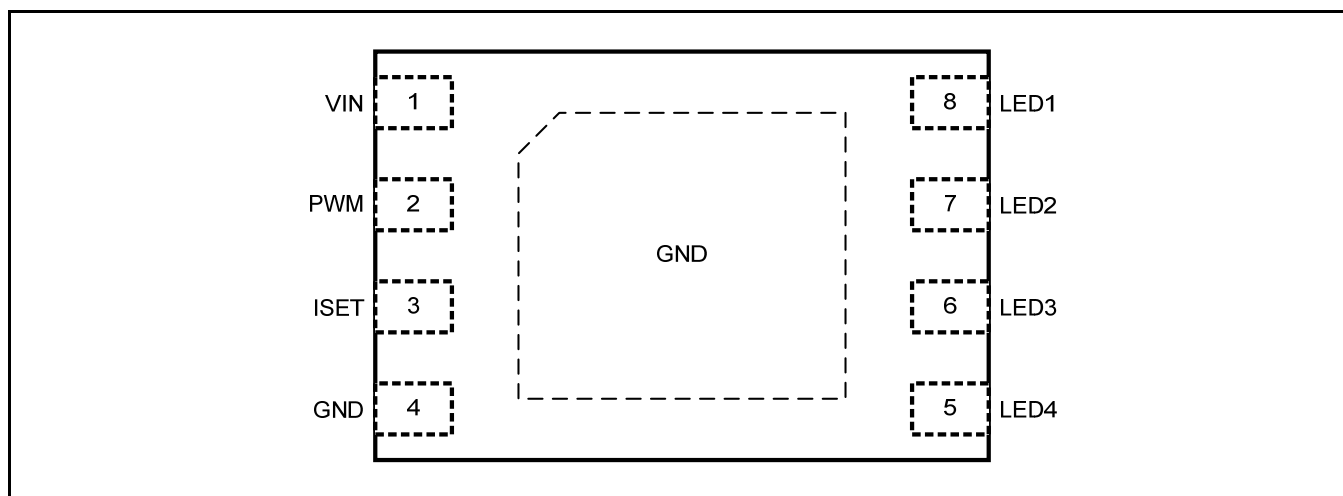 VIN 1 8 LED1
PWM 2 7 LED2
GND
ISET 3 6 LED3
GND 4 5 LED4